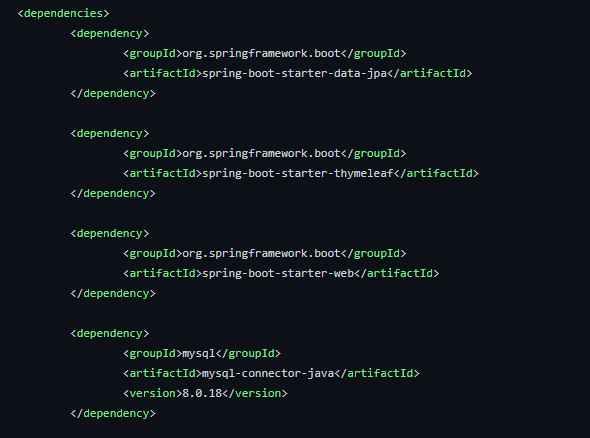 <dependencies>
<dependency>
<groupId>org.springframework.boot</groupId>
<artifactId>spring-boot-starter-data-jpa</artifactId>
</dependency>
<dependency>
<groupId>org.springframework.boot</groupId>
<artifactId>spring-boot-starter-thymeleaf</artifactId>
</dependency>
<dependency>
<groupId>org.springframework.boot</groupId>
<artifactId>spring-boot-starter-web</artifactId>
</dependency>
<dependency>
<groupId>mysql</groupId>
<artifactId>mysql-connector-java</artifactId>
<version>8.0.18</version>
</dependency>